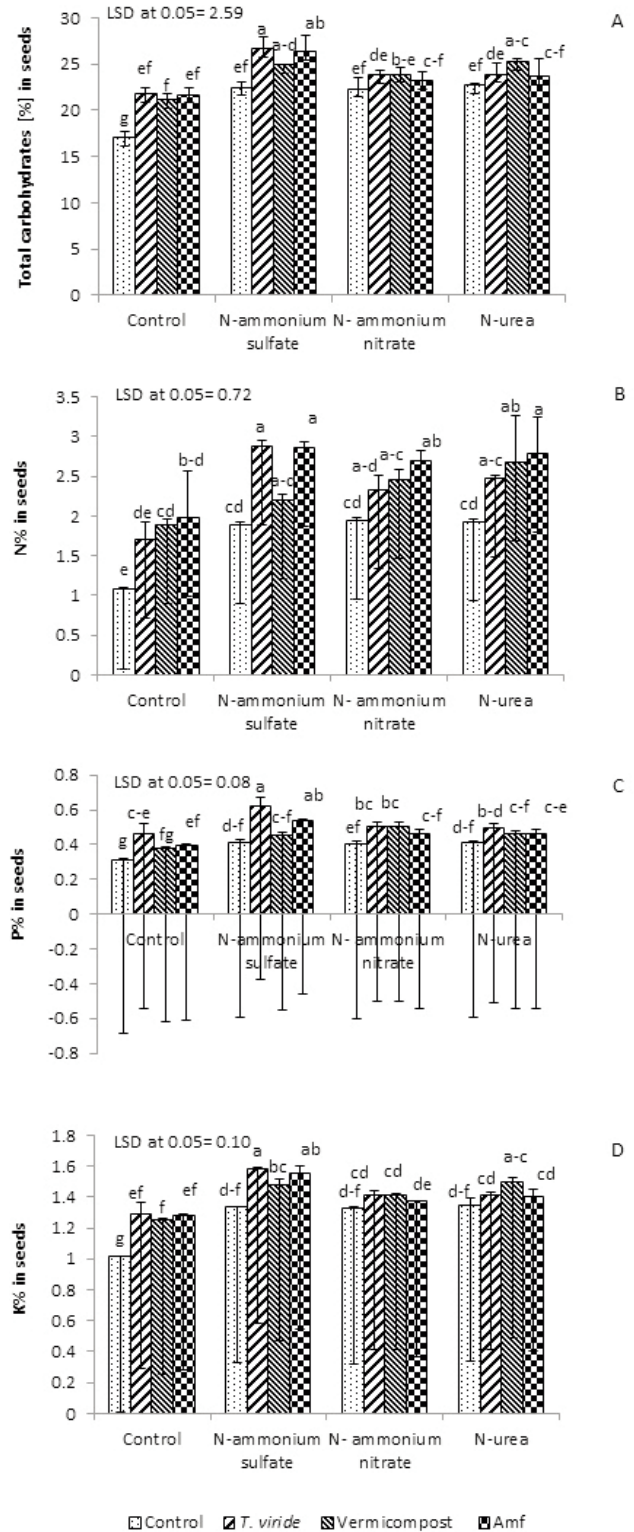 LSD at 0.05= 2.59
A
Total carbohydrates [%] in seeds
30
25
20
15
10
5
0
g
ef
f
ef
ef
a
a-d
ab
ef
de
b-e
c-f
ef
de
a-c
c-f
Control
N-ammonium sulfate
N- ammonium nitrate
N-urea
LSD at 0.05= 0.72
B
N% in seeds
3.5
3
2.5
2
1.5
1
0.5
0
e
de
cd
b-d
cd
a
a-d
a
cd
a-d
a-c
ab
cd
a-c
ab
a
Control
N-ammonium sulfate
N- ammonium nitrate
N-urea
LSD at 0.05= 0.08
C
P% in seeds
0.8
0.6
0.4
0.2
0
-0.2
-0.4
-0.6
-0.8
g
c-e
fg
ef
d-f
a
c-f
ab
ef
bc
bc
c-f
d-f
b-d
c-f
c-e
Control
N-ammonium sulfate
N- ammonium nitrate
N-urea
LSD at 0.05= 0.10
D
K% in seeds
1.8
1.6
1.4
1.2
1
0.8
0.6
0.4
0.2
0
g
ef
f
ef
d-f
a
bc
ab
d-f
cd
cd
de
d-f
cd
a-c
cd
Control
N-ammonium sulfate
N- ammonium nitrate
N-urea
Control T. viride Vermicompost Amf